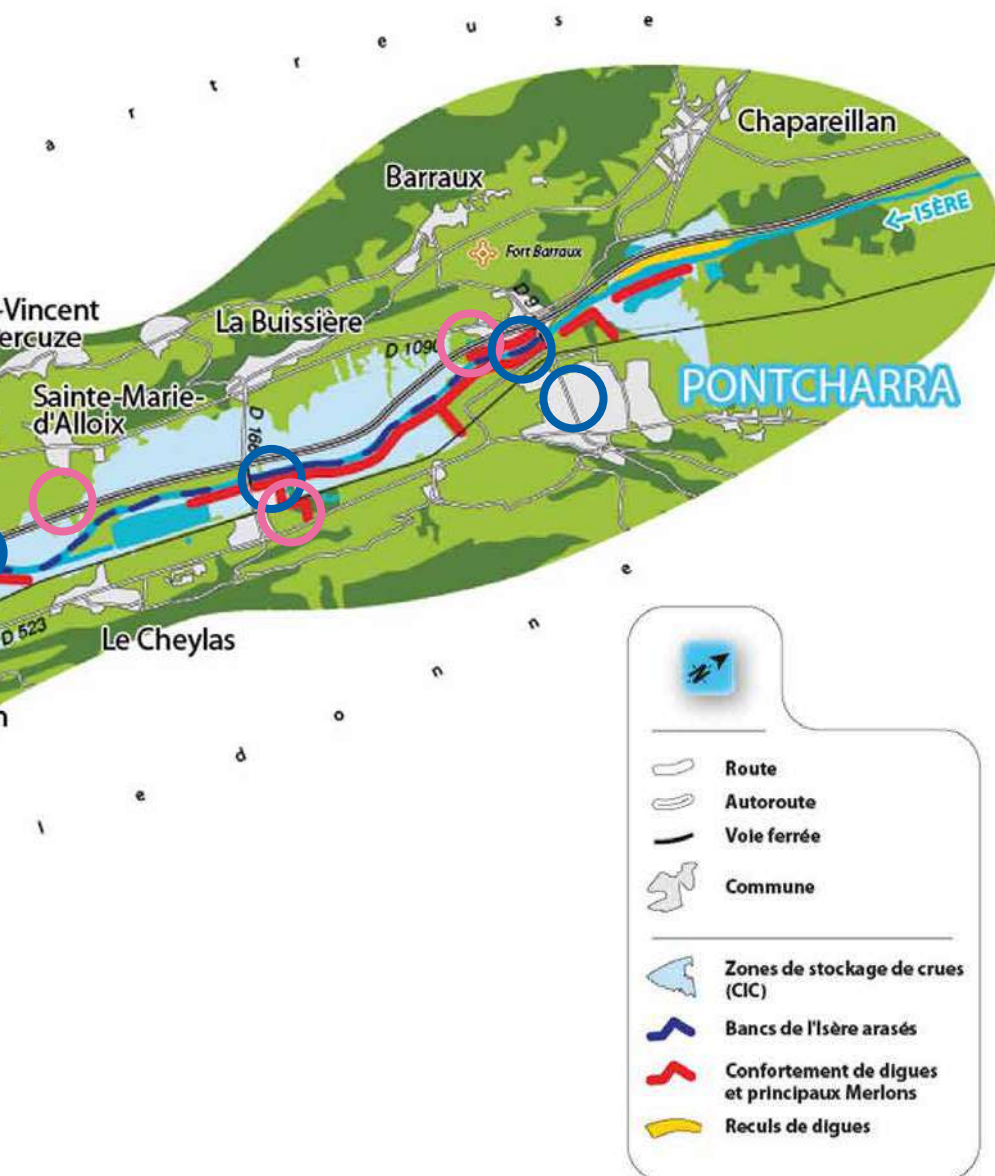 a r t r e u s e
Chapareillan
Barraux
←ISÈRE
Fort Barraux
D 9
-Vincent
ercuze
La Buissière
D 1090
PONTCHARRA
Sainte-Marie-
d'Alloix
D 166
D 523
Le Cheylas
n
l e d o n n e
N
Route
Autoroute
Voie ferrée
Commune
Zones de stockage de crues
(CIC)
Bancs de l'Isère arasés
Confortement de digues
et principaux Merlons
Reculs de digues